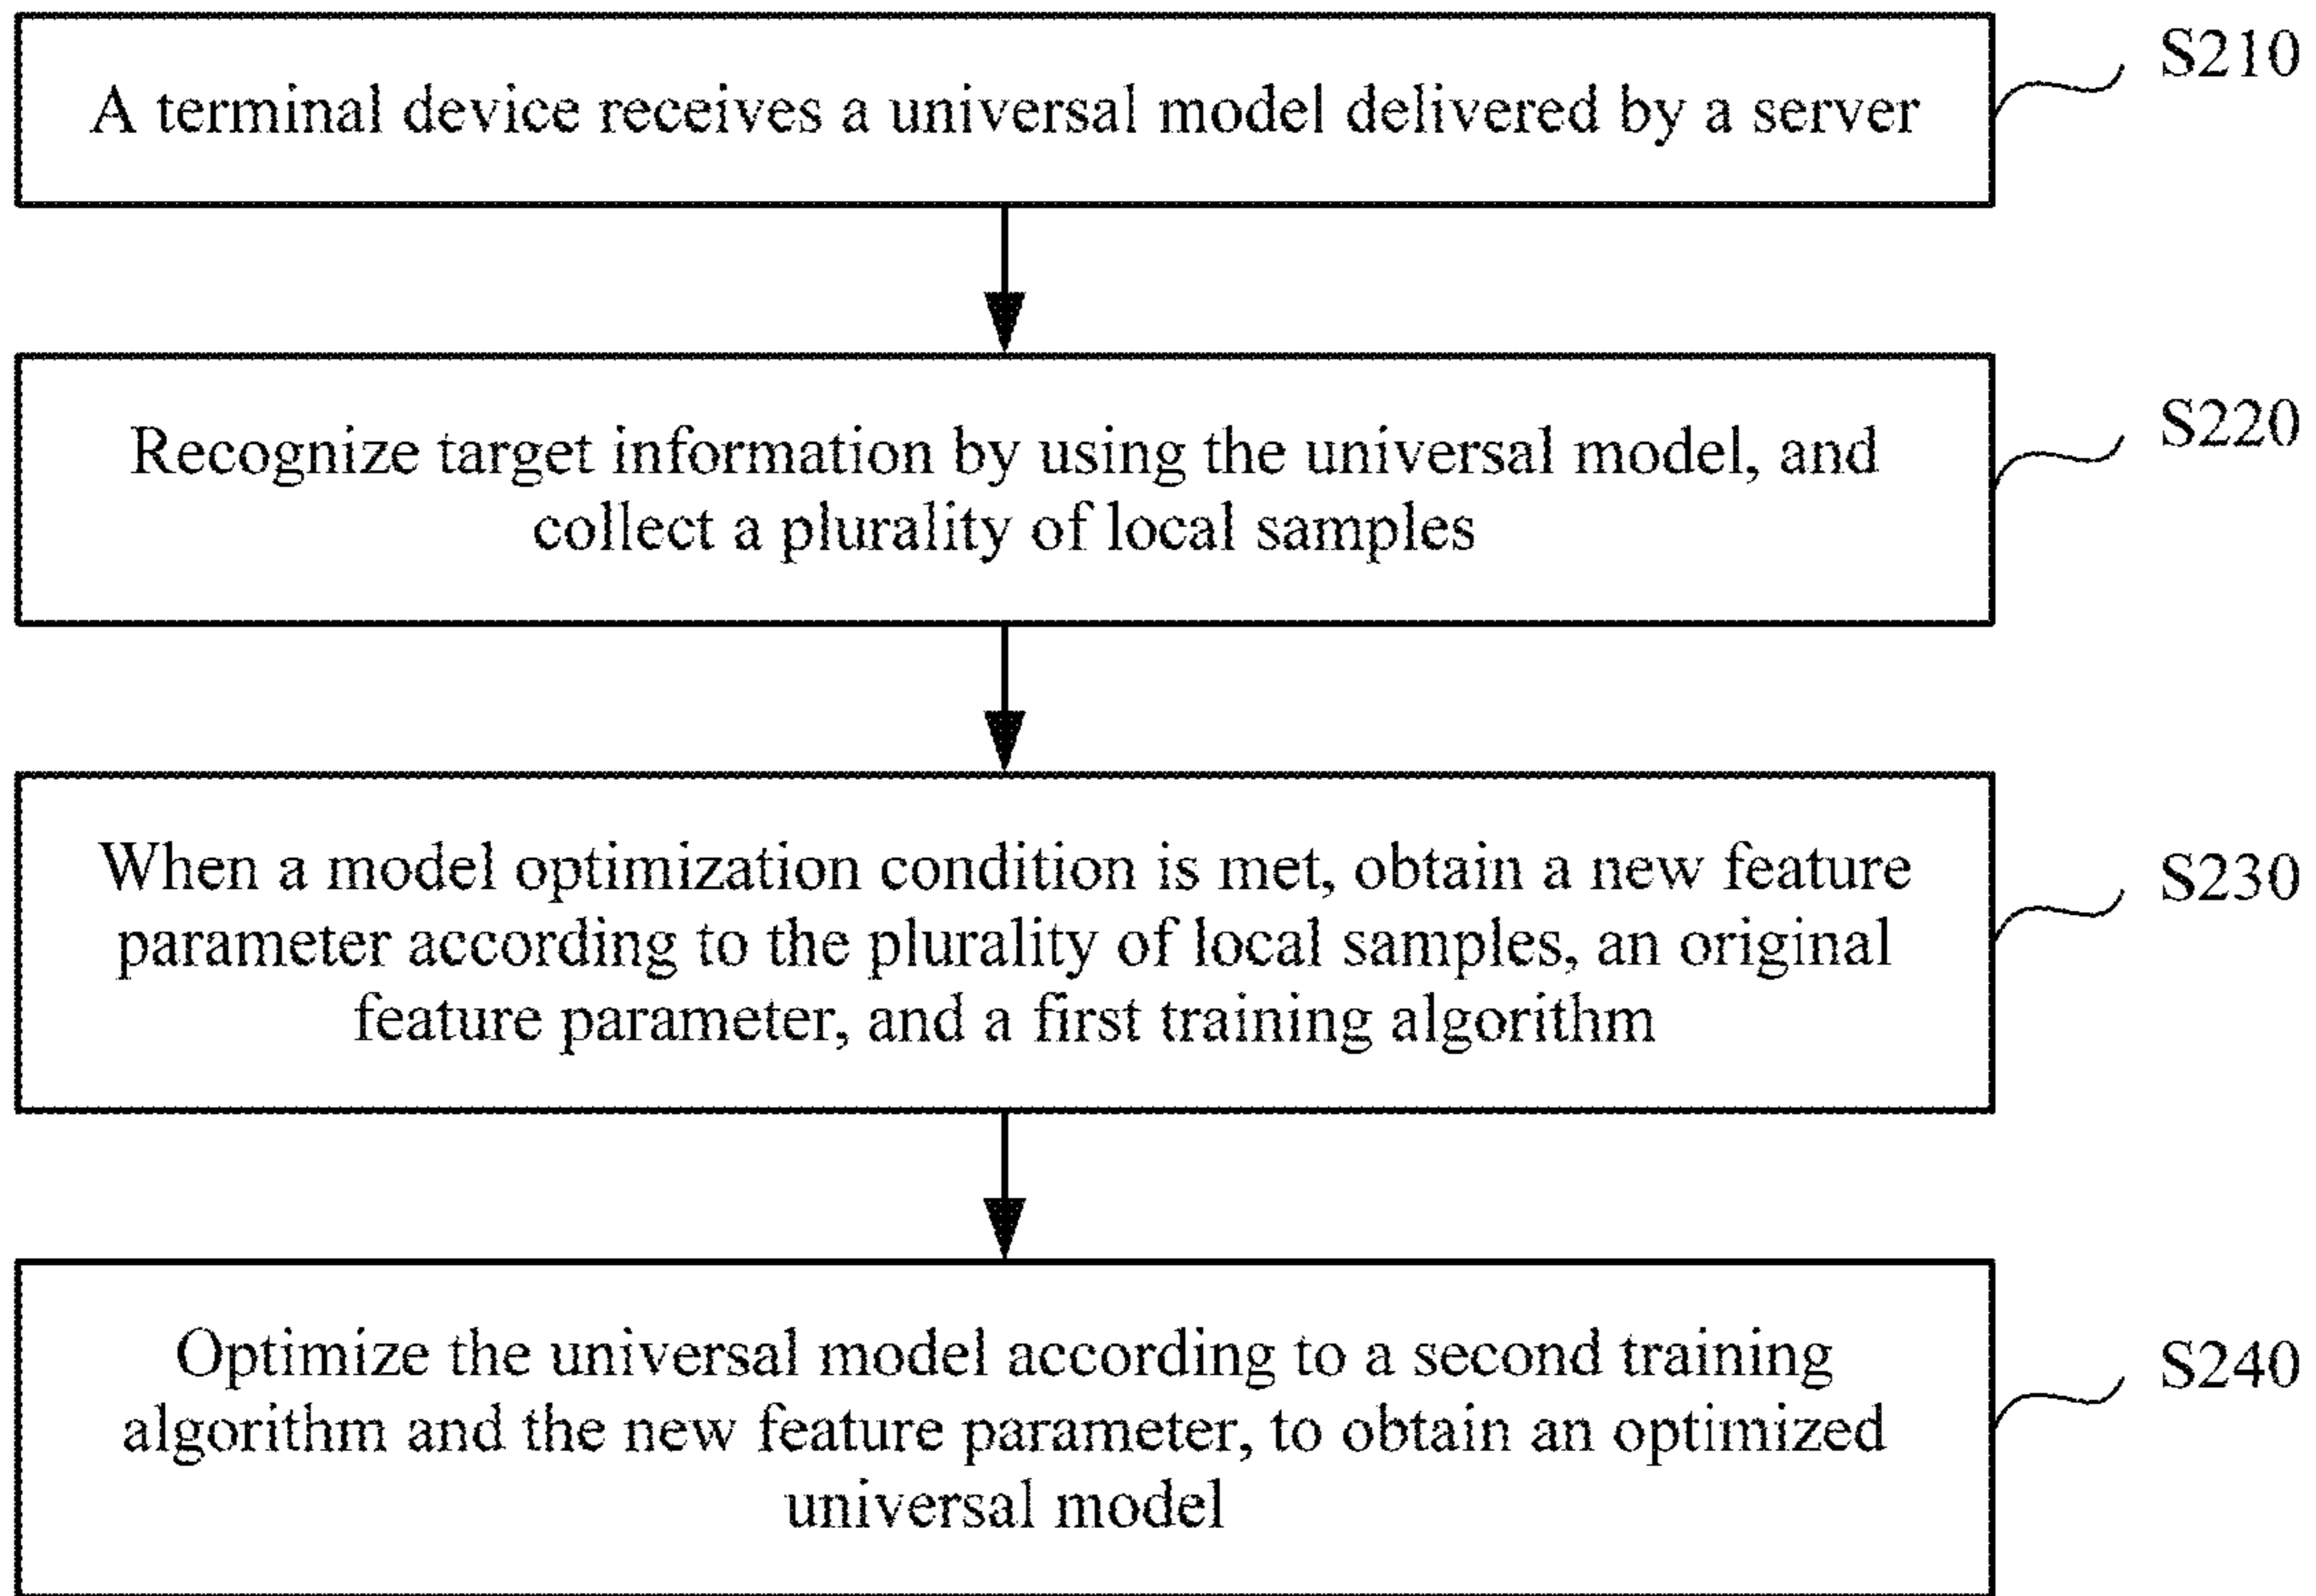 A terminal device receives a universal model delivered by a server
S210
Recognize target information by using the universal model, and
collect a plurality of local samples
S220
When a model optimization condition is met, obtain a new feature
parameter according to the plurality of local samples, an original
feature parameter, and a first training algorithm
S230
Optimize the universal model according to a second training
algorithm and the new feature parameter, to obtain an optimized
universal model
S240